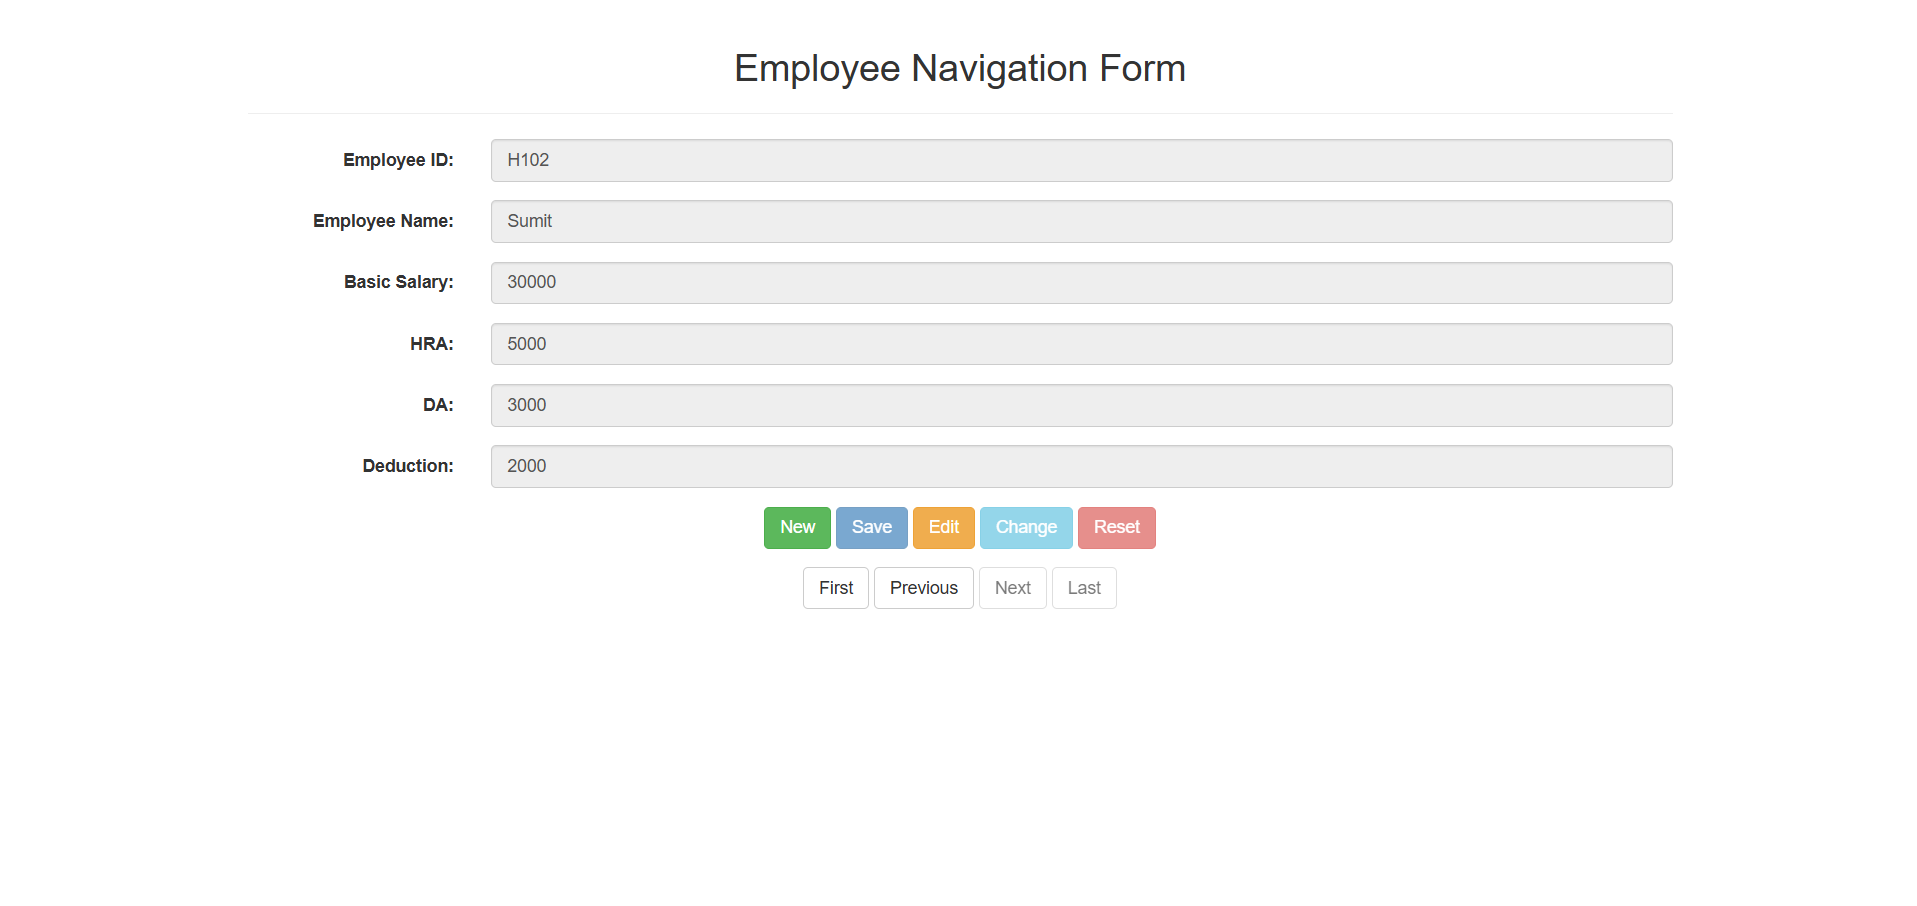 Employee Navigation Form
Employee ID: H102
Employee Name: Sumit
Basic Salary: 30000
HRA: 5000
DA: 3000
Deduction: 2000
New Save Edit Change Reset
First Previous Next Last